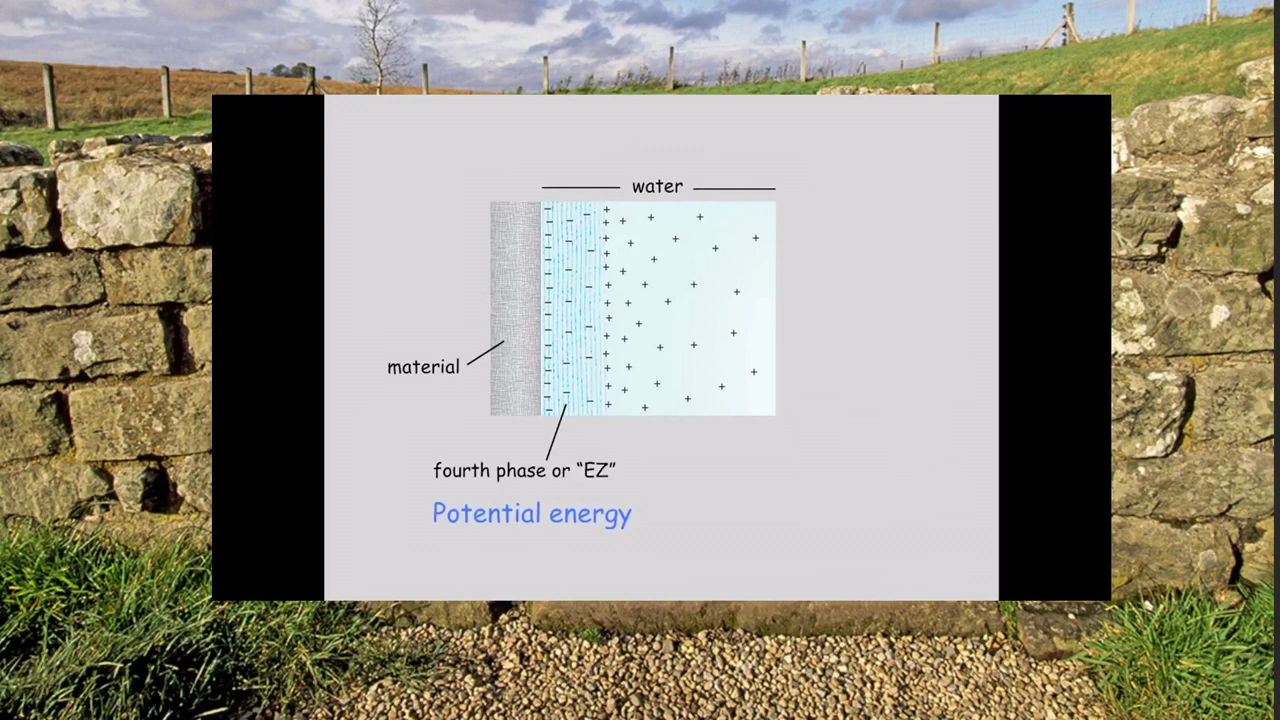 water
material
fourth phase or “EZ”
Potential energy